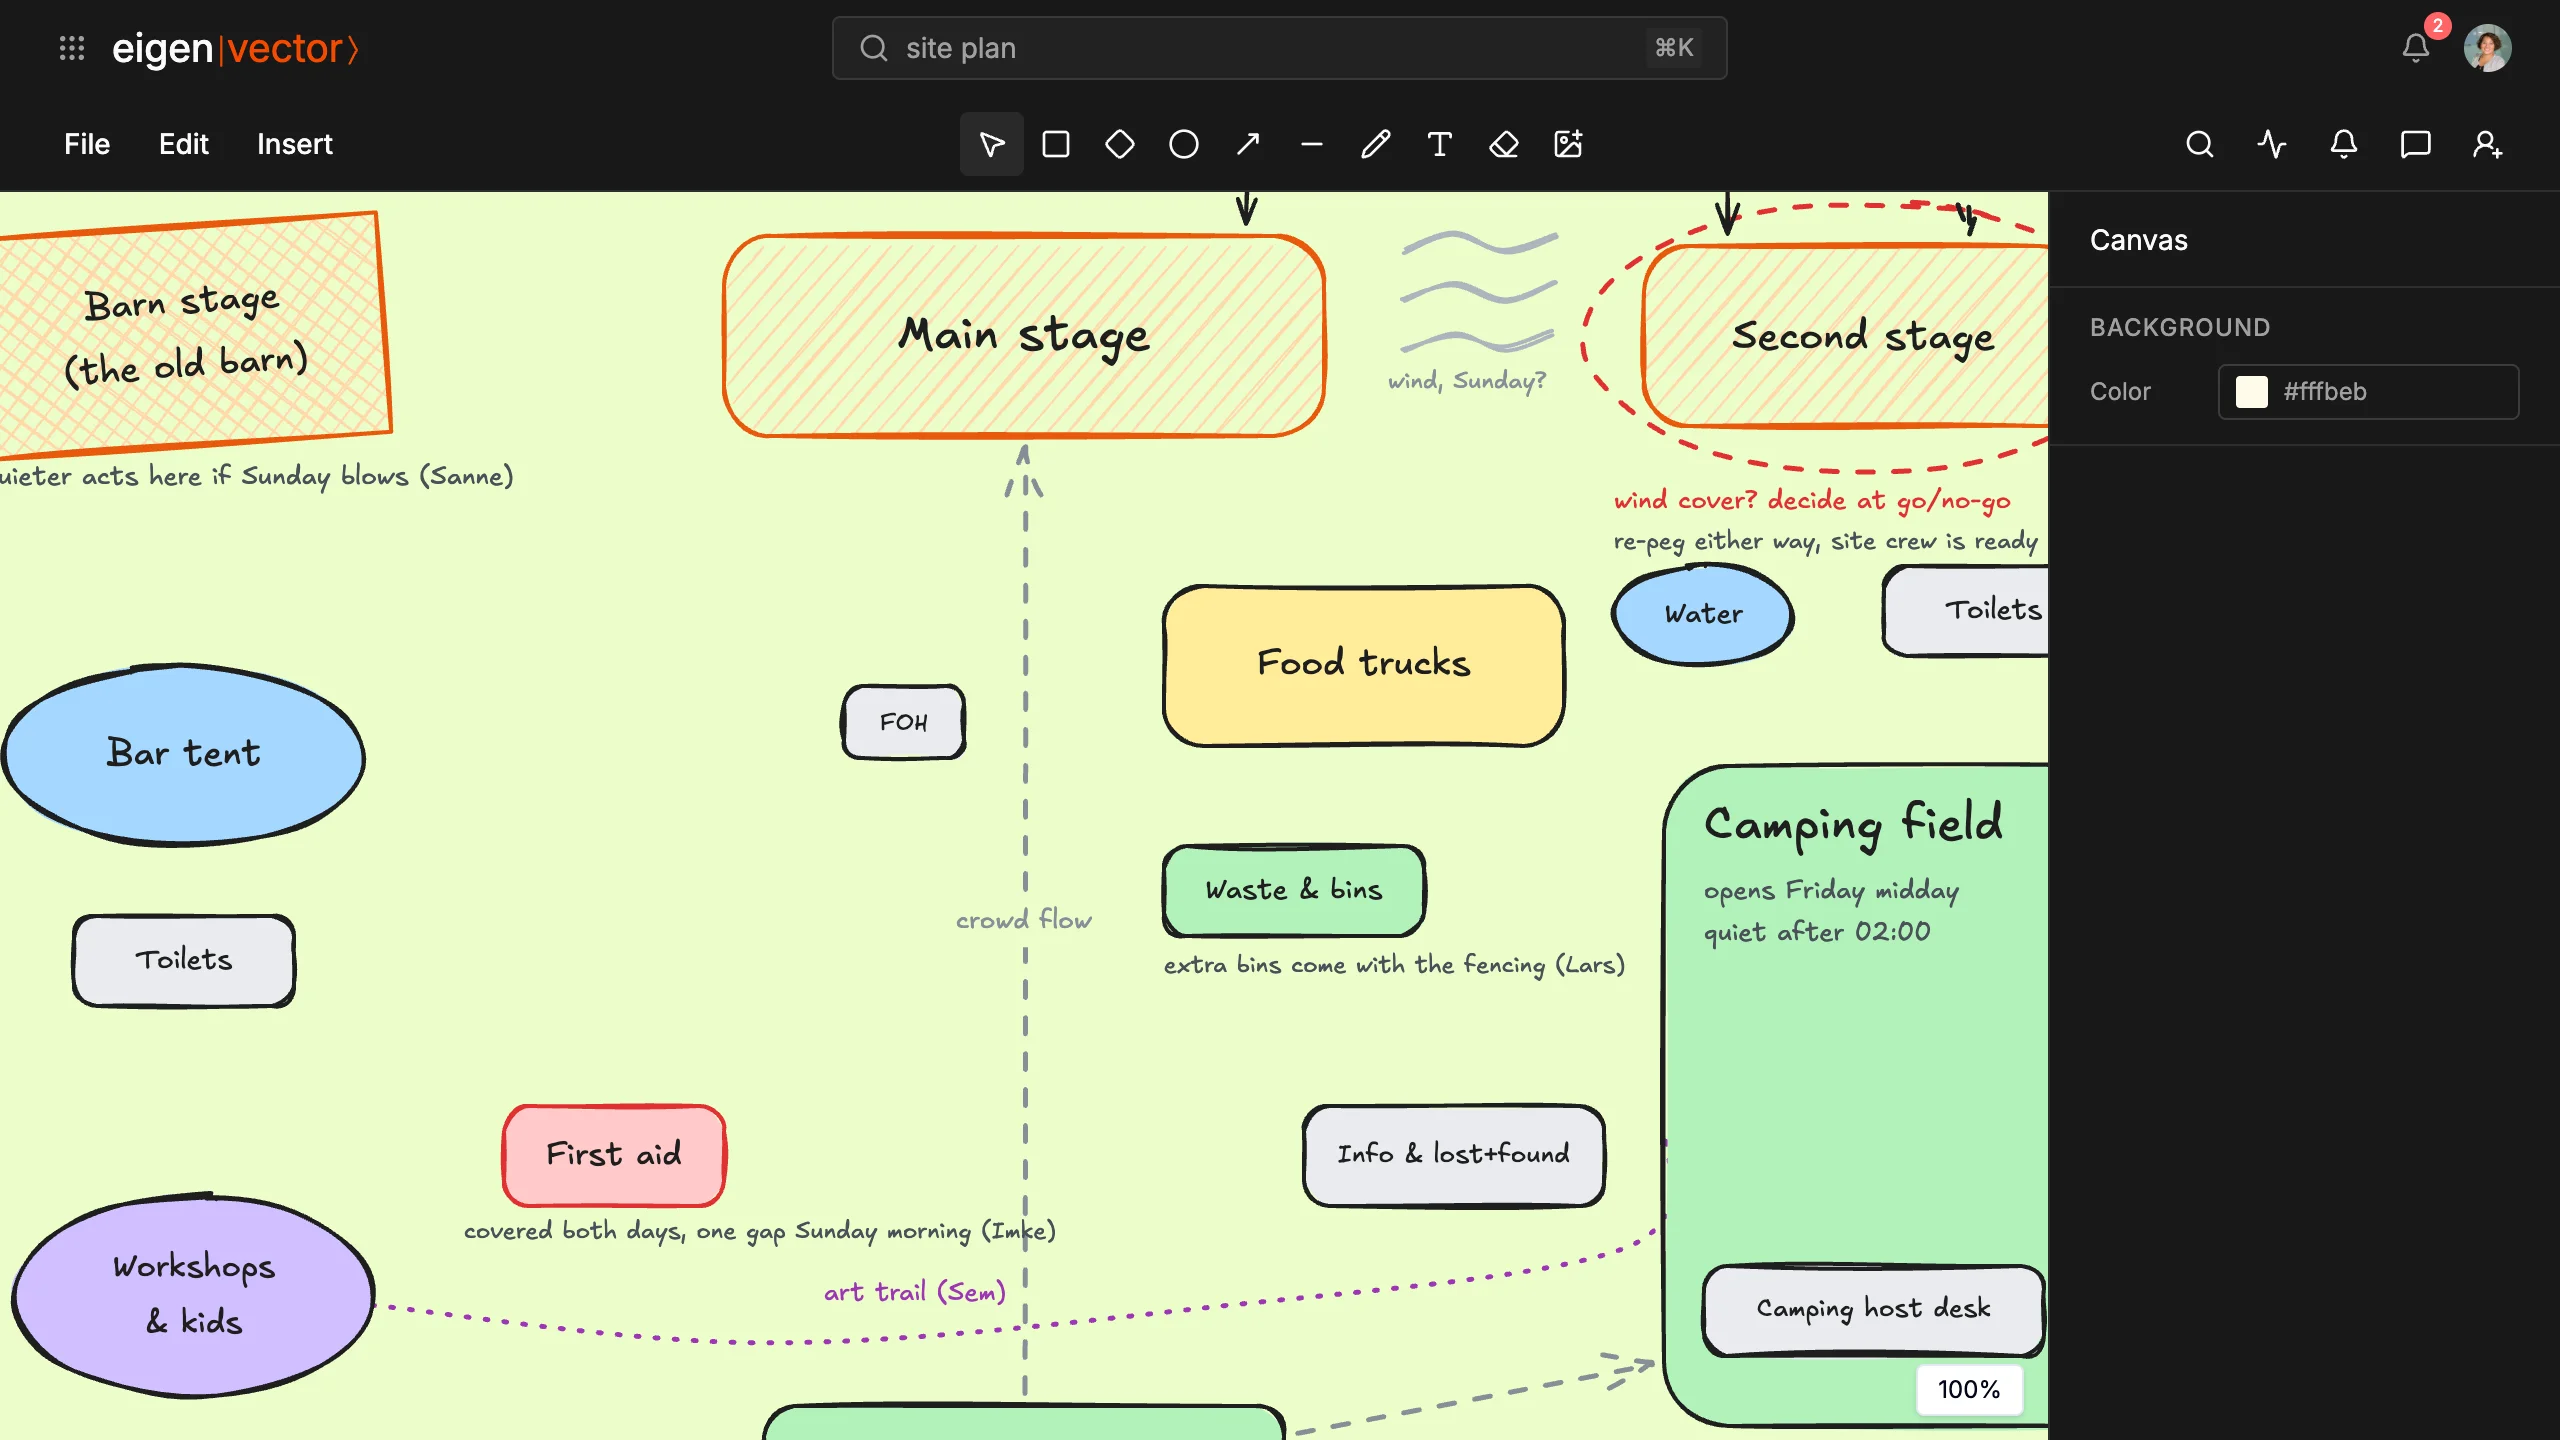 eigen|vector⟩
site plan
⌘K
2
File
Edit
Insert
Canvas
BACKGROUND
Color
#fffbeb
Barn stage
(the old barn)
uieter acts here if Sunday blows (Sanne)
Main stage
wind, Sunday?
Second stage
wind cover? decide at go/no-go
re-peg either way, site crew is ready
Water
Toilets
Food trucks
FOH
Bar tent
Camping field
opens Friday midday
quiet after 02:00
Waste & bins
extra bins come with the fencing (Lars)
crowd flow
Toilets
First aid
covered both days, one gap Sunday morning (Imke)
Info & lost+found
Workshops
& kids
art trail (Sem)
Camping host desk
100%